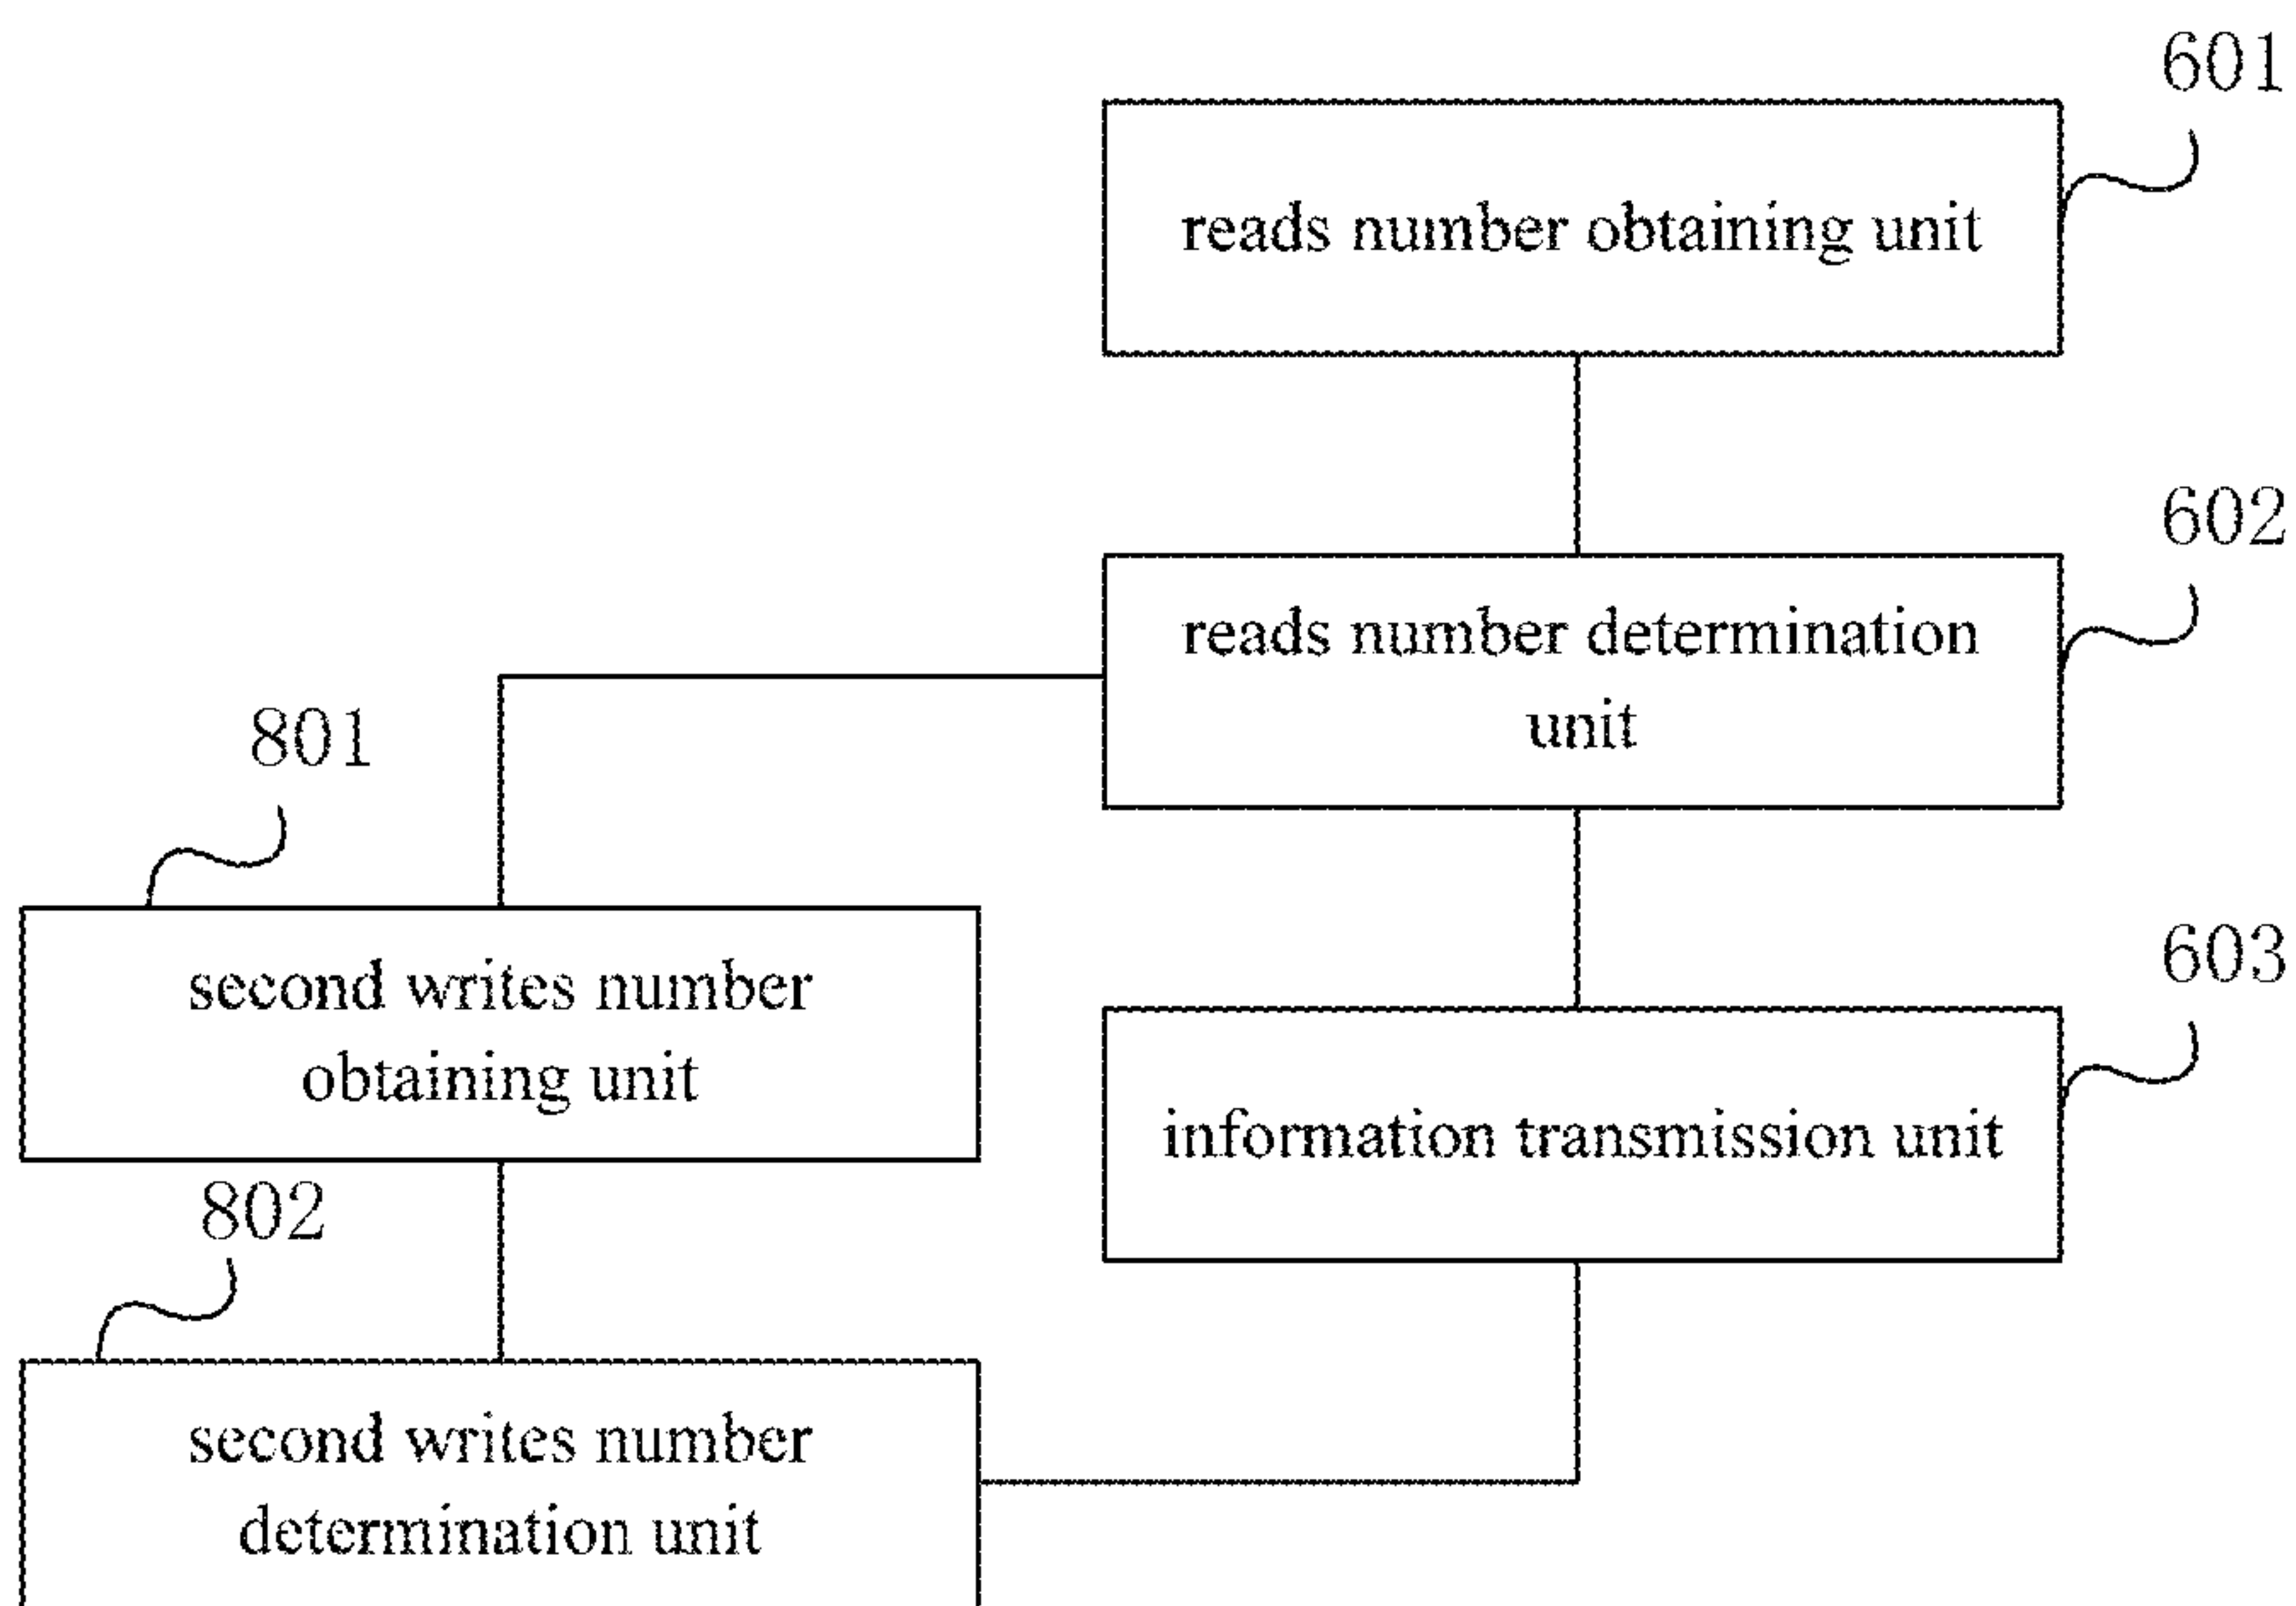 601
reads number obtaining unit
602
reads number determination
unit
801
second writes number
obtaining unit
603
information transmission unit
802
second writes number
determination unit